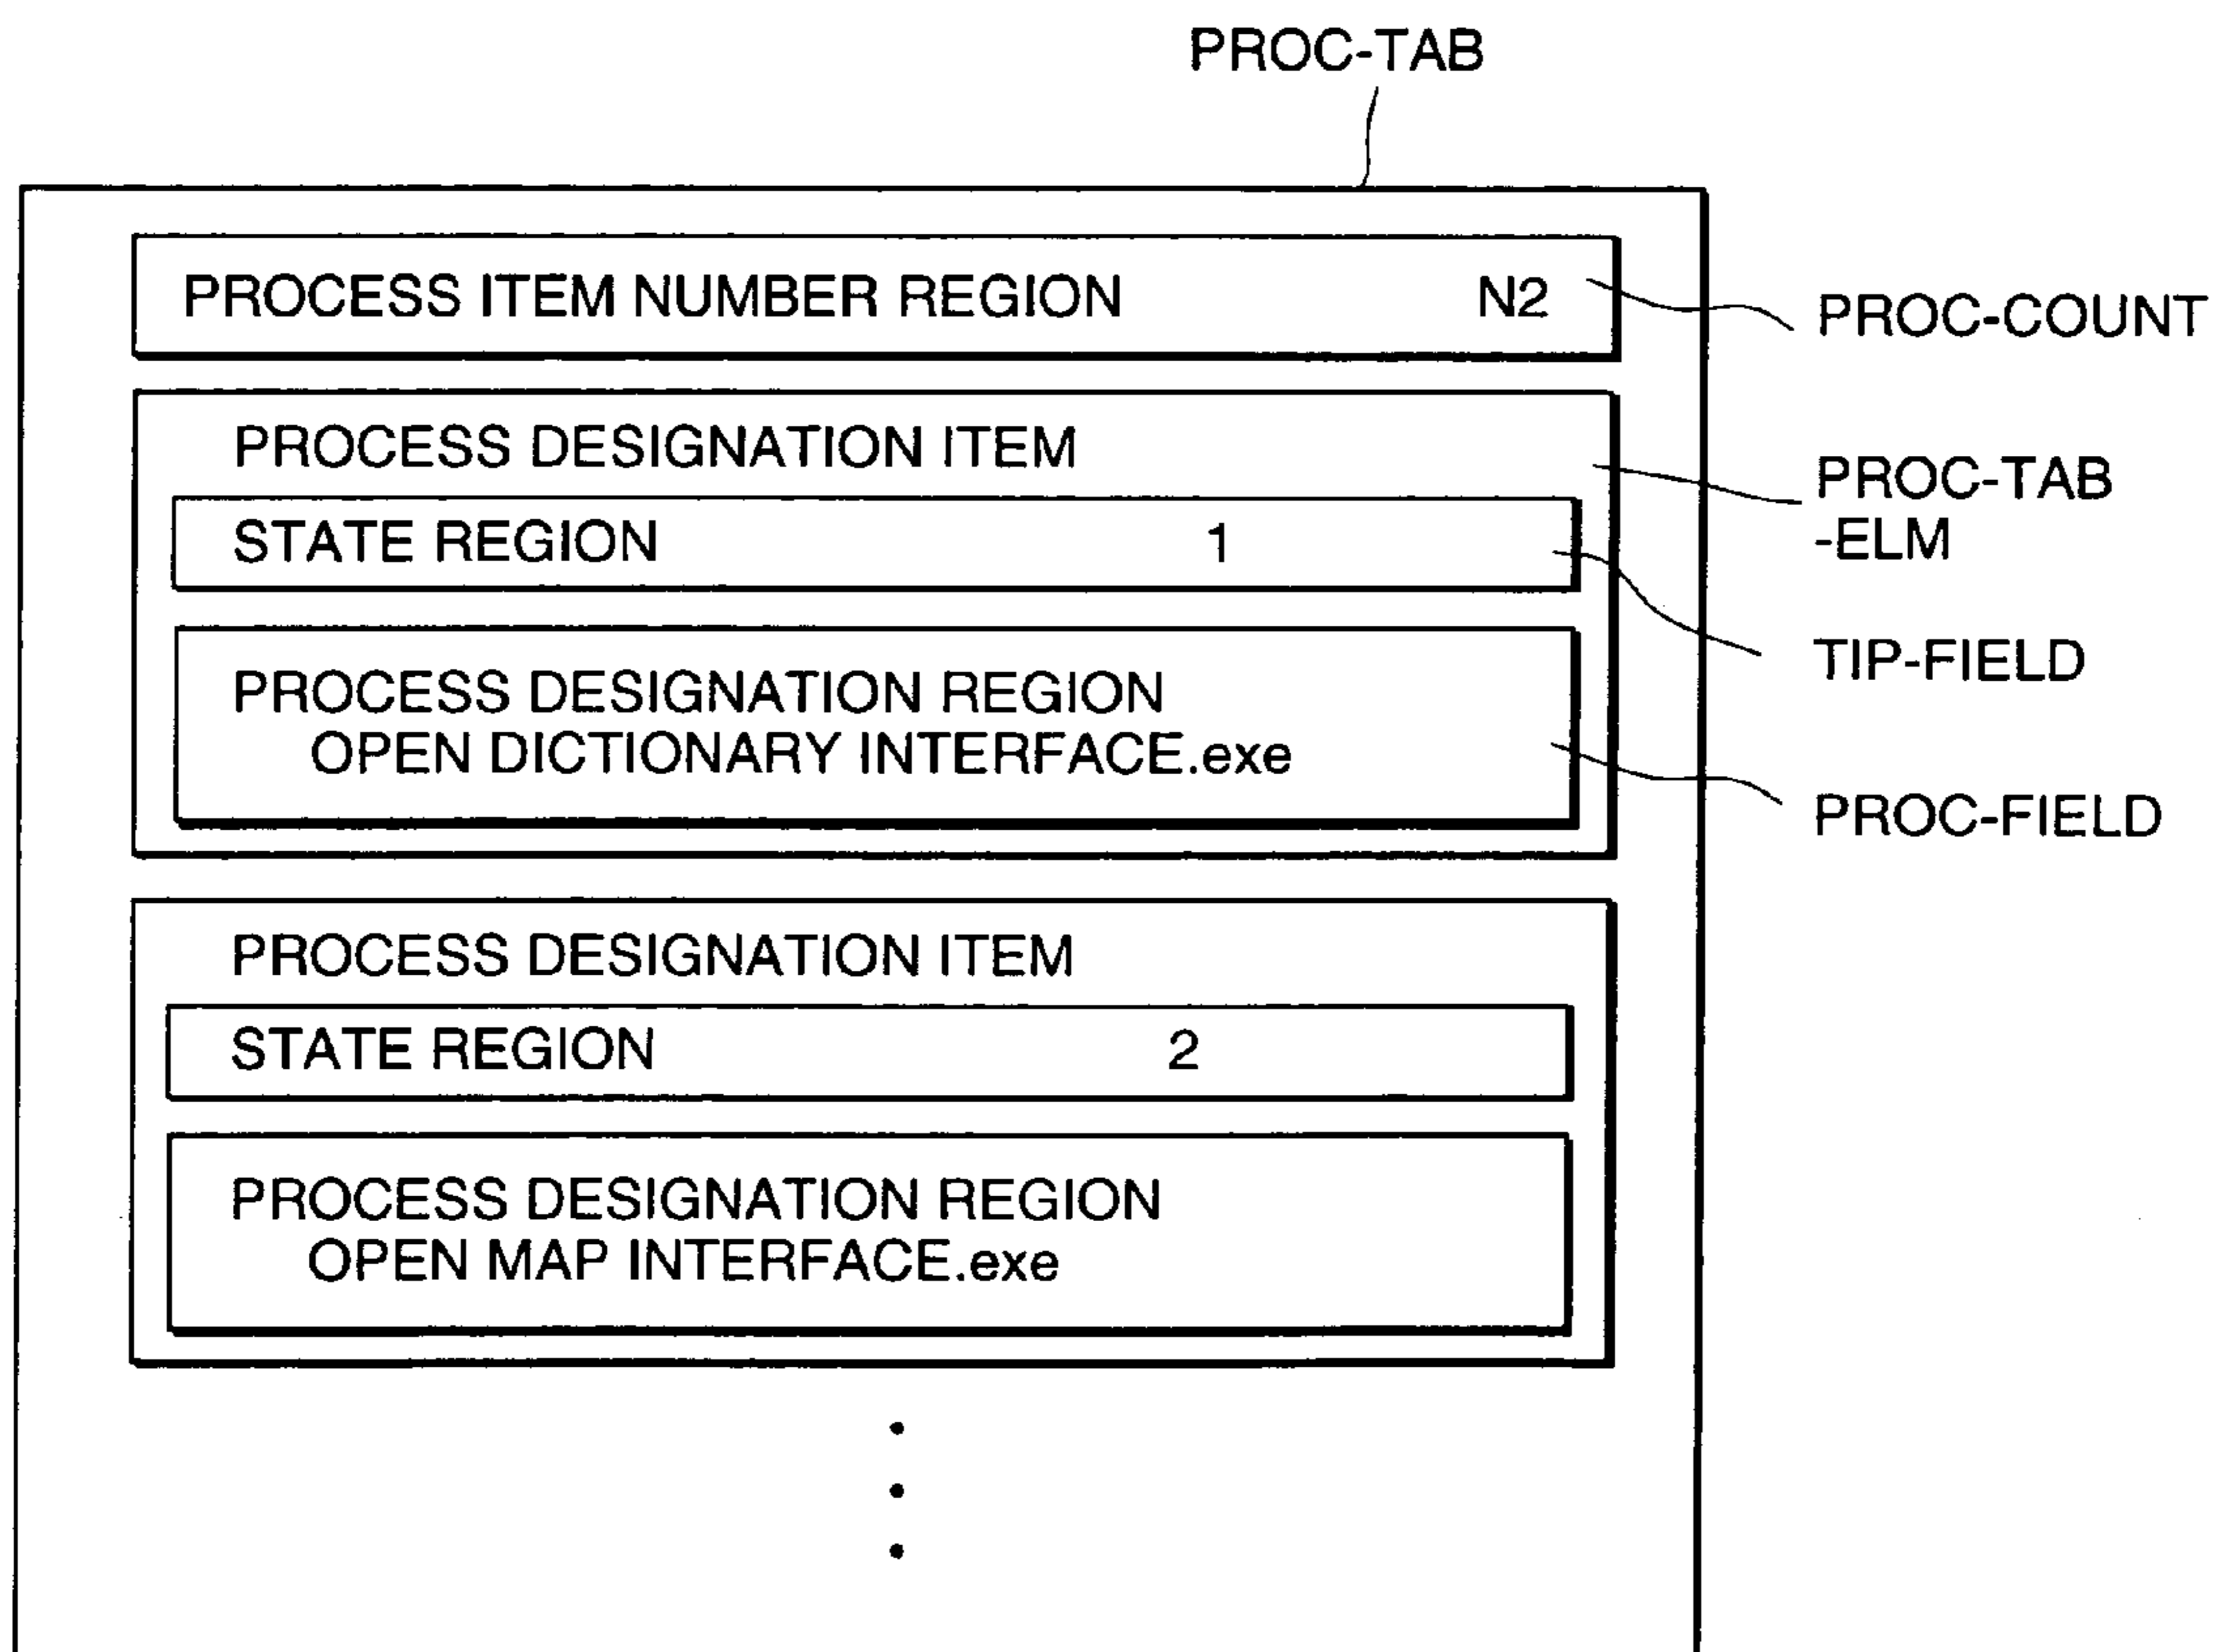 PROC-TAB
PROCESS ITEM NUMBER REGION N2
PROC-COUNT
PROCESS DESIGNATION ITEM
PROC-TAB
-ELM
STATE REGION 1
TIP-FIELD
PROCESS DESIGNATION REGION
OPEN DICTIONARY INTERFACE.exe
PROC-FIELD
PROCESS DESIGNATION ITEM
STATE REGION 2
PROCESS DESIGNATION REGION
OPEN MAP INTERFACE.exe